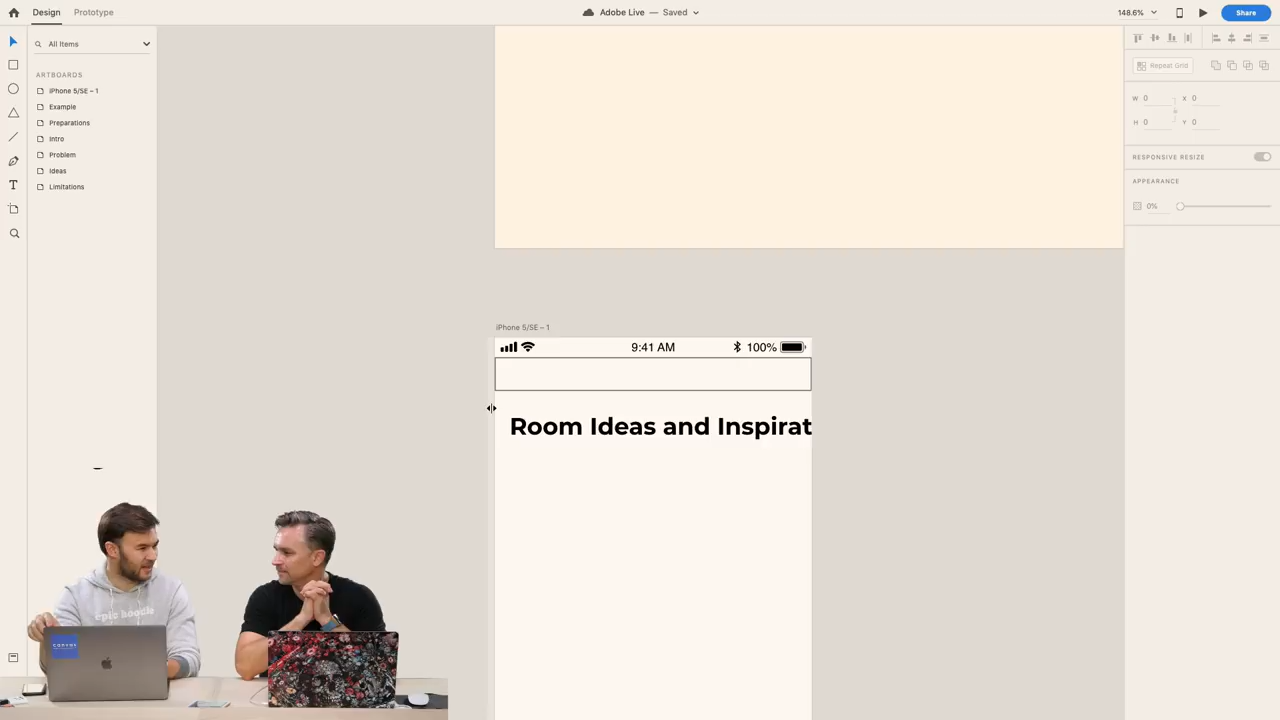 Design Prototype Adobe Live — Saved 148.6% Share
All Items
ARTBOARDS
iPhone 5/SE – 1
Example
Preparations
Intro
Problem
Ideas
Limitations
Repeat Grid
W 0 X 0
H 0 Y 0
RESPONSIVE RESIZE
APPEARANCE
0%
iPhone 5/SE – 1
9:41 AM 100%
Room Ideas and Inspirat
epic hoodie